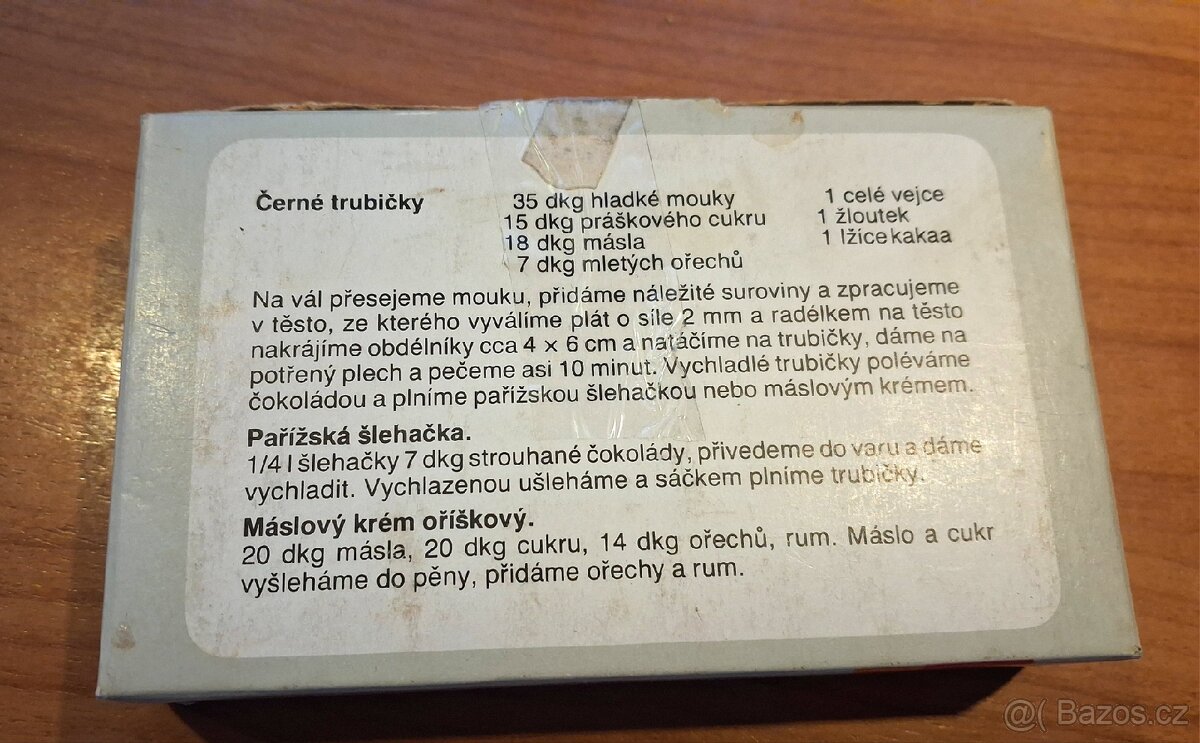 Černé trubičky 35 dkg hladké mouky 1 celé vejce
15 dkg práškového cukru 1 žloutek
18 dkg másla 1 lžíce kakaa
7 dkg mletých ořechů
Na vál přesejeme mouku, přidáme náležité suroviny a zpracujeme
v těsto, ze kterého vyválíme plát o síle 2 mm a radélkem na těsto
nakrájíme obdélníky cca 4 x 6 cm a natáčíme na trubičky, dáme na
potřený plech a pečeme asi 10 minut. Vychladlé trubičky poléváme
čokoládou a plníme pařížskou šlehačkou nebo máslovým krémem.
Pařížská šlehačka.
1/4 l šlehačky 7 dkg strouhané čokolády, přivedeme do varu a dáme
vychladit. Vychlazenou ušleháme a sáčkem plníme trubičky.
Máslový krém oříškový.
20 dkg másla, 20 dkg cukru, 14 dkg ořechů, rum. Máslo a cukr
vyšleháme do pěny, přidáme ořechy a rum.
@( Bazos.cz